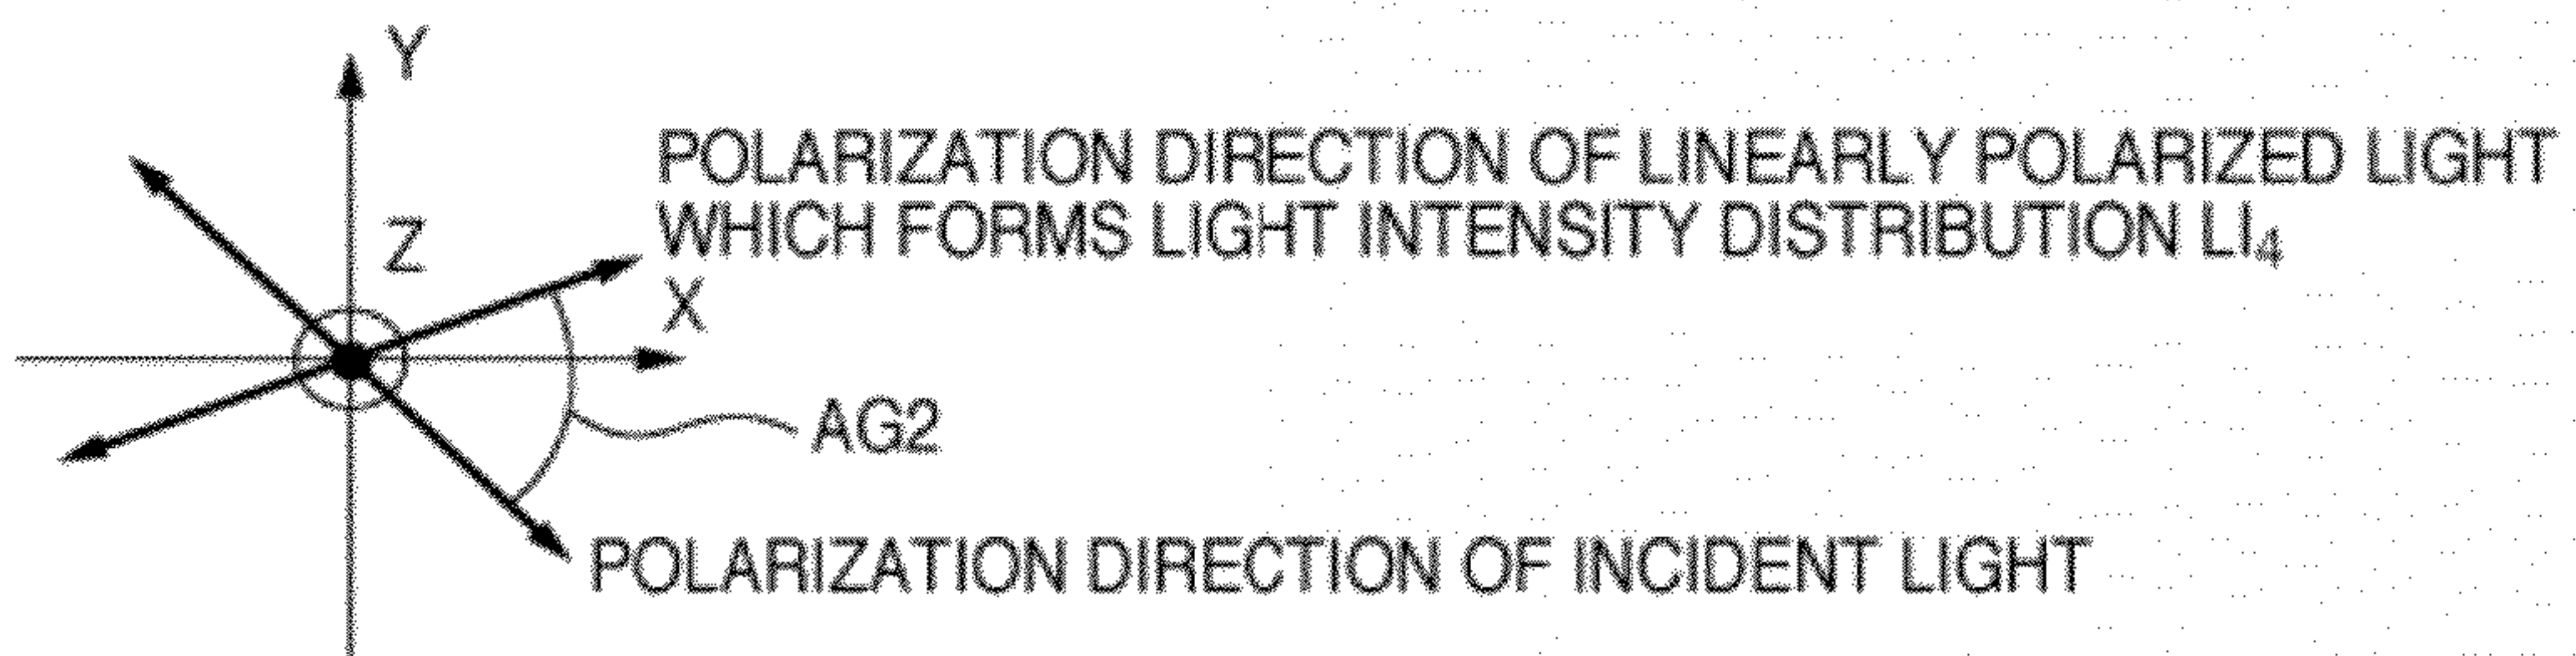 Y
POLARIZATION DIRECTION OF LINEARLY POLARIZED LIGHT
WHICH FORMS LIGHT INTENSITY DISTRIBUTION LI₄
Z
X
AG2
POLARIZATION DIRECTION OF INCIDENT LIGHT